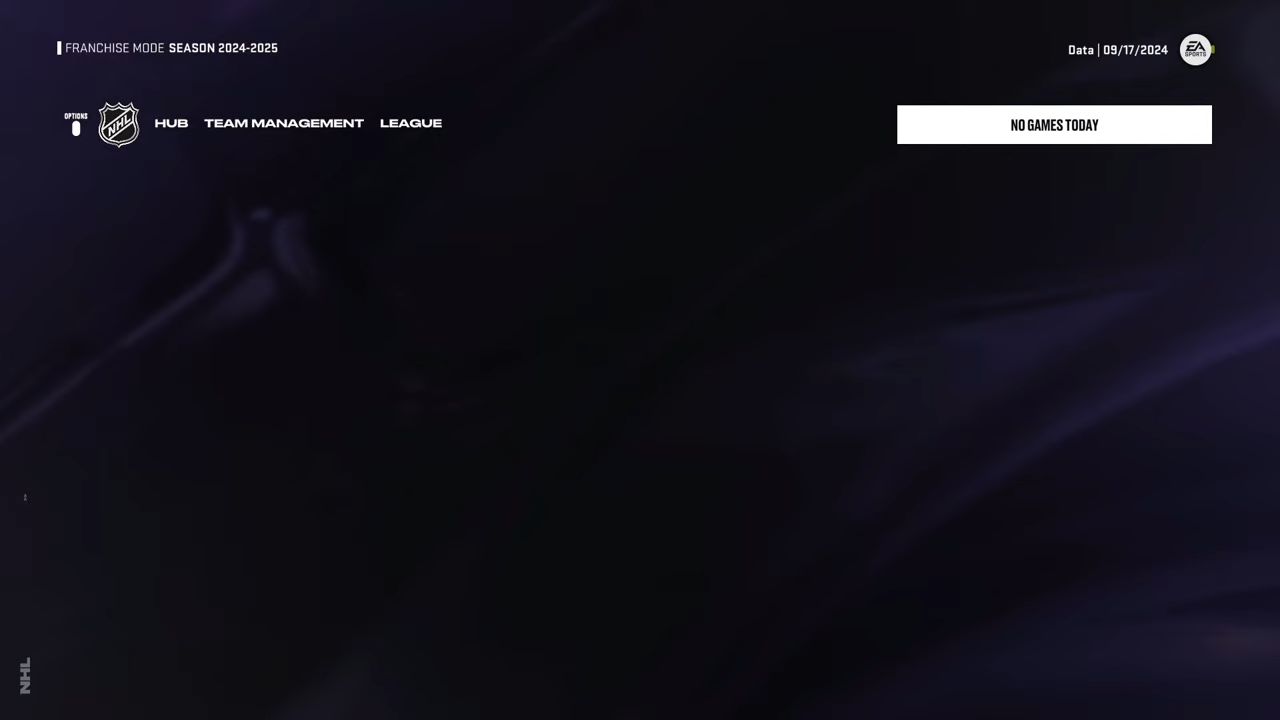 FRANCHISE MODE SEASON 2024-2025
Data | 09/17/2024
EA
SPORTS
OPTIONS
NHL
HUB
TEAM MANAGEMENT
LEAGUE
NO GAMES TODAY
NHL